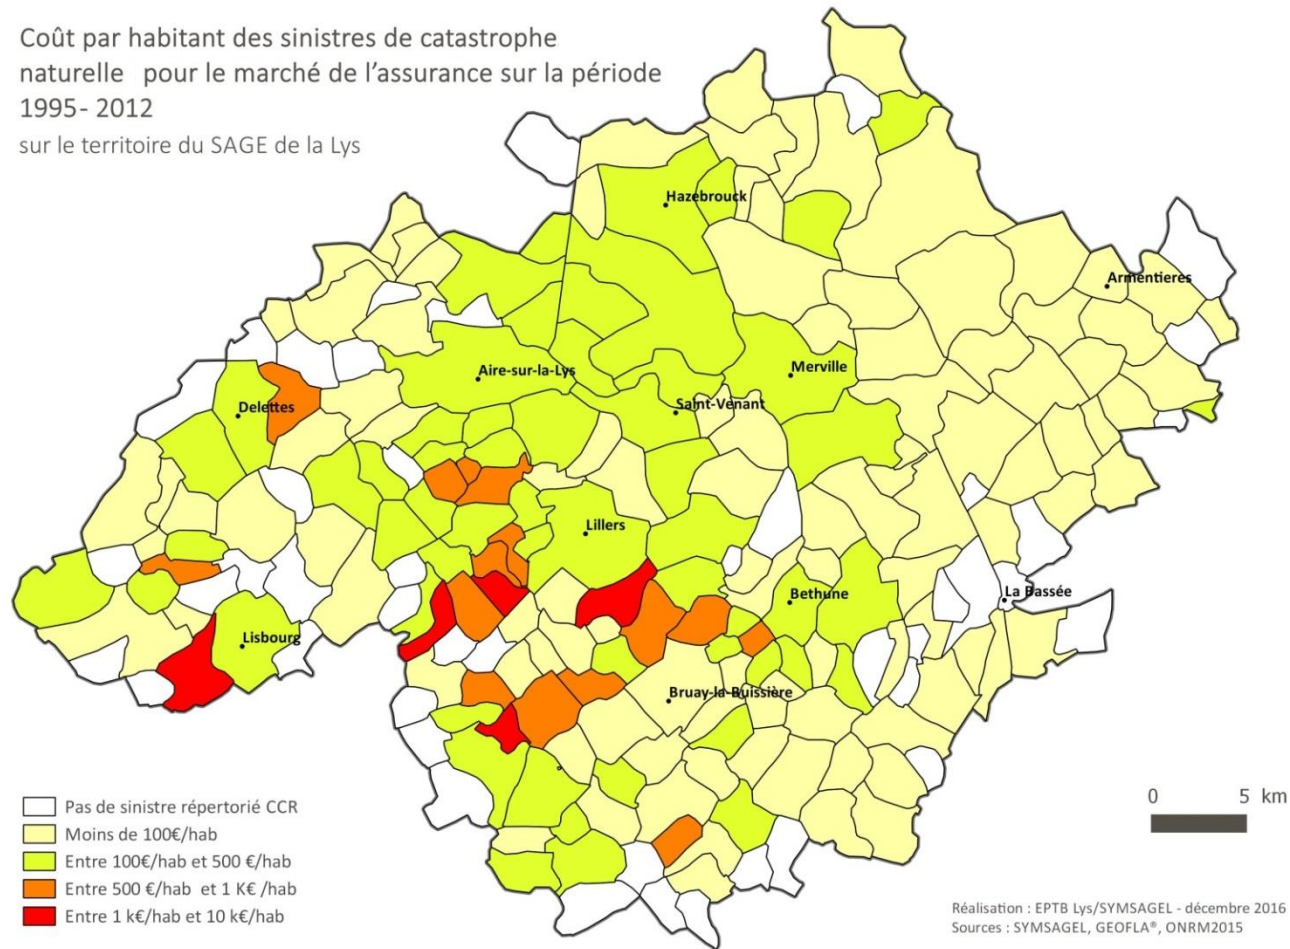 Coût par habitant des sinistres de catastrophe
naturelle pour le marché de l'assurance sur la période
1995- 2012
sur le territoire du SAGE de la Lys
Hazebrouck
Armentieres
Aire-sur-la-Lys
Merville
Delettes
Saint-Venant
Lillers
Bethune
La Bassée
Lisbourg
Bruay-la-Buissière
Pas de sinistre répertorié CCR
Moins de 100€/hab
Entre 100€/hab et 500 €/hab
Entre 500 €/hab et 1 K€ /hab
Entre 1 k€/hab et 10 k€/hab
0 5 km
Réalisation : EPTB Lys/SYMSAGEL - décembre 2016
Sources : SYMSAGEL, GEOFLA®, ONRM2015